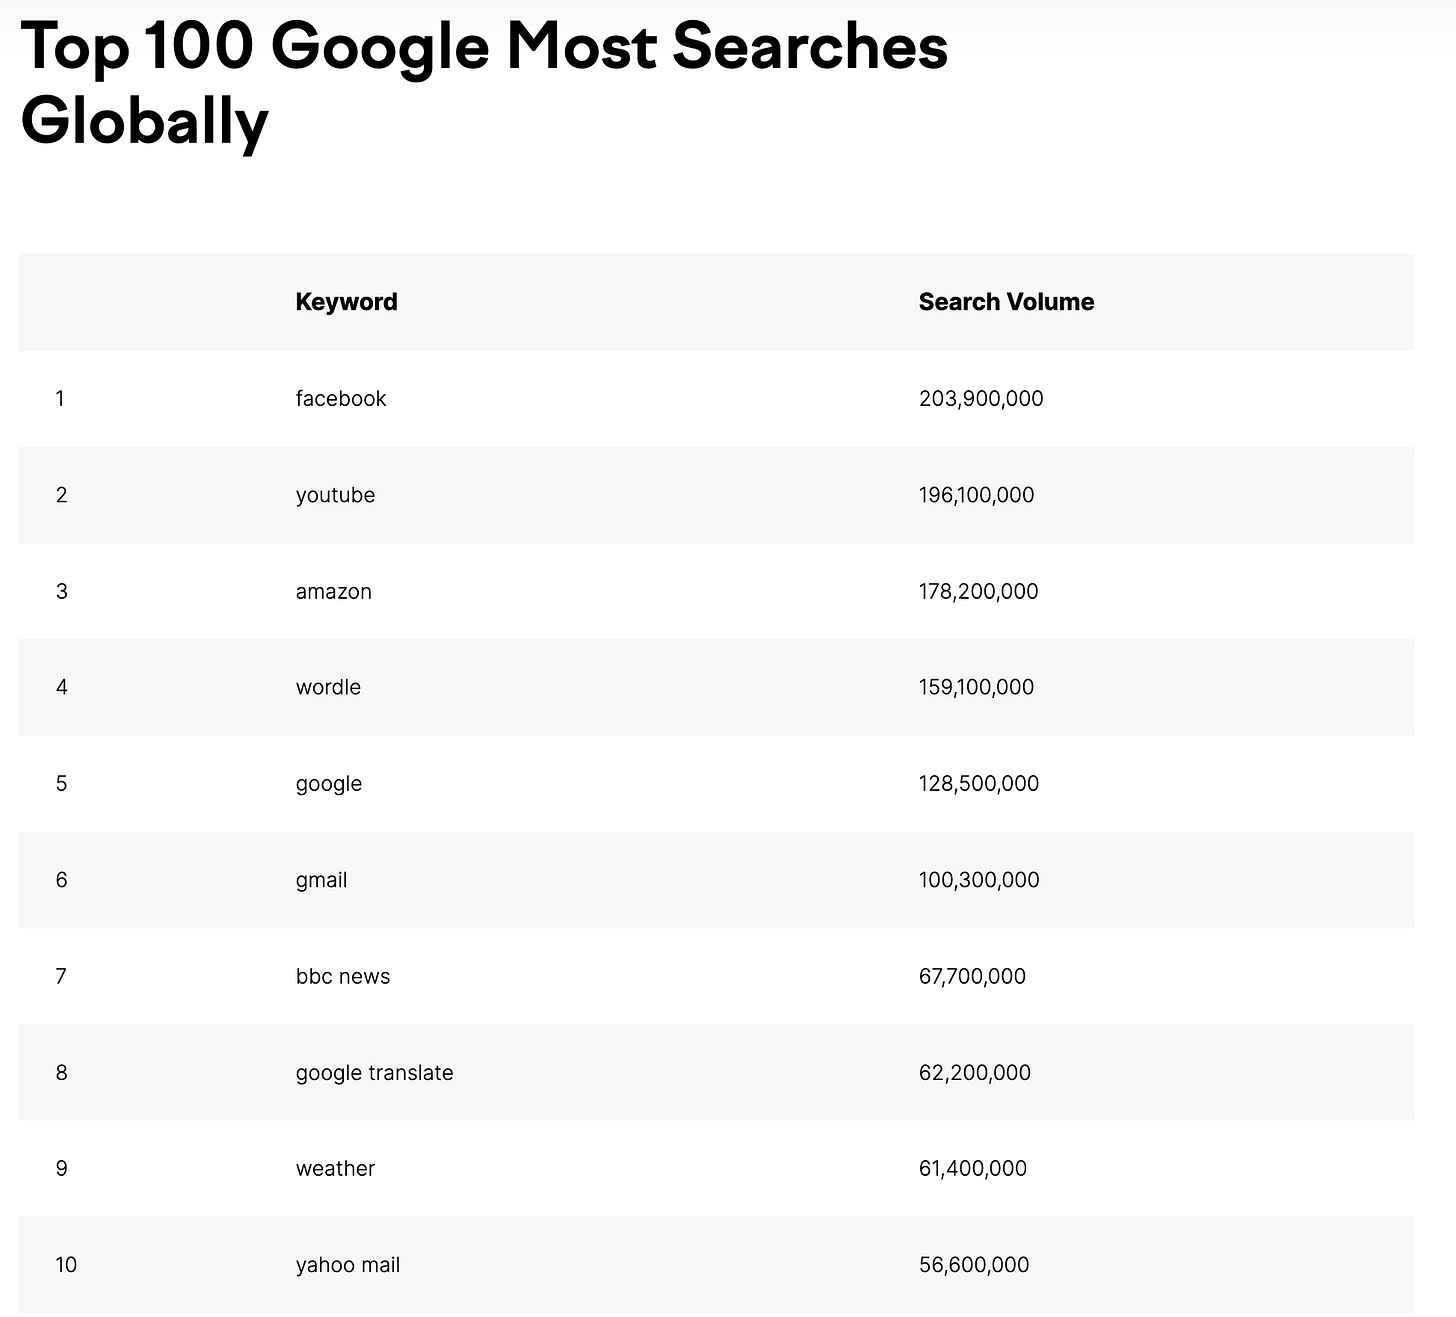 Top 100 Google Most Searches
Globally
Keyword Search Volume
1 facebook 203,900,000
2 youtube 196,100,000
3 amazon 178,200,000
4 wordle 159,100,000
5 google 128,500,000
6 gmail 100,300,000
7 bbc news 67,700,000
8 google translate 62,200,000
9 weather 61,400,000
10 yahoo mail 56,600,000